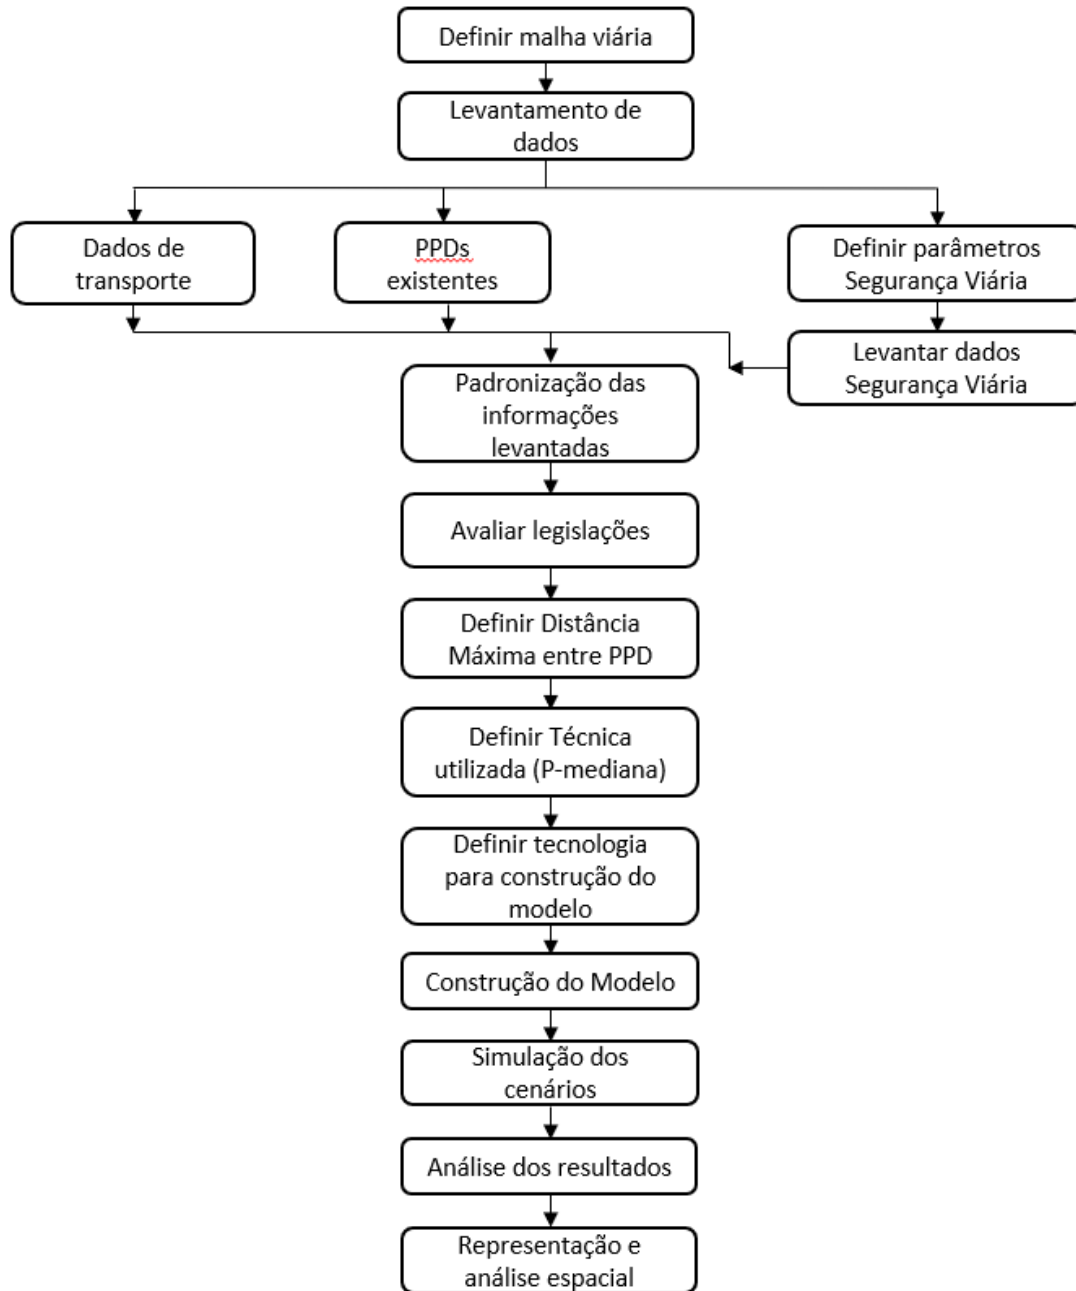 Definir malha viária
Levantamento de
dados
Dados de
transporte
PPDs
existentes
Definir parâmetros
Segurança Viária
Levantar dados
Segurança Viária
Padronização das
informações
levantadas
Avaliar legislações
Definir Distância
Máxima entre PPD
Definir Técnica
utilizada (P-mediana)
Definir tecnologia
para construção do
modelo
Construção do Modelo
Simulação dos
cenários
Análise dos resultados
Representação e
análise espacial